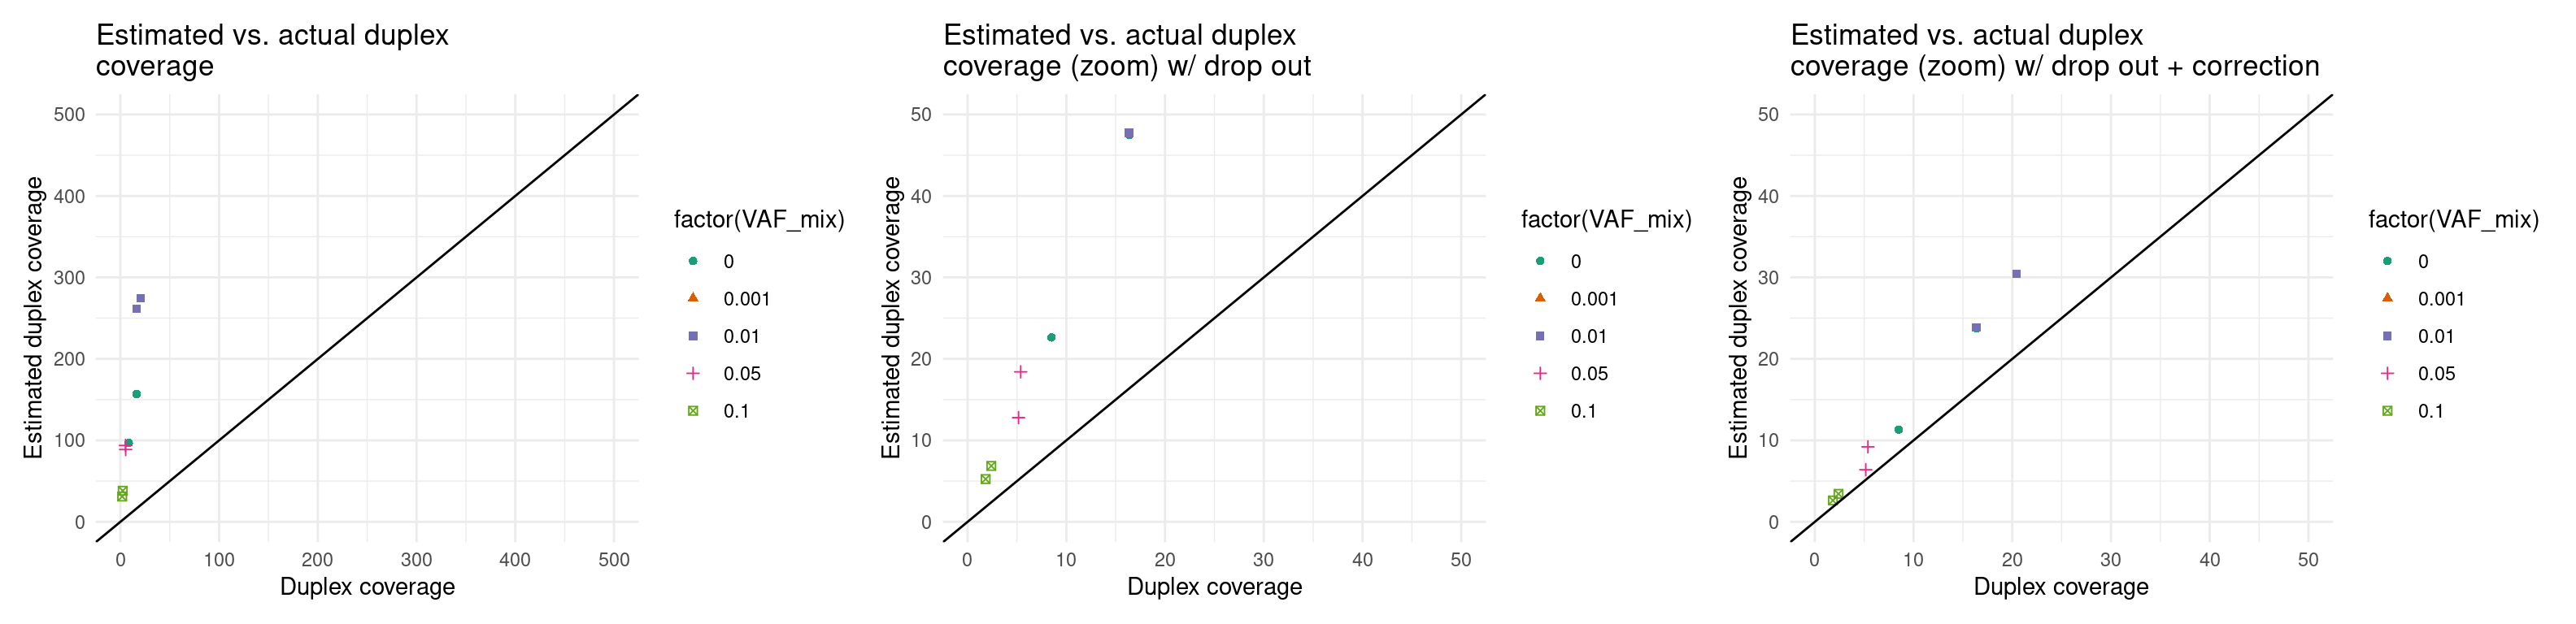 Estimated vs. actual duplex
coverage
Estimated duplex coverage
500
400
300
200
100
0
0 100 200 300 400 500
Duplex coverage
factor(VAF_mix)
0
0.001
0.01
0.05
0.1
Estimated vs. actual duplex
coverage (zoom) w/ drop out
Estimated duplex coverage
50
40
30
20
10
0
0 10 20 30 40 50
Duplex coverage
factor(VAF_mix)
0
0.001
0.01
0.05
0.1
Estimated vs. actual duplex
coverage (zoom) w/ drop out + correction
Estimated duplex coverage
50
40
30
20
10
0
0 10 20 30 40 50
Duplex coverage
factor(VAF_mix)
0
0.001
0.01
0.05
0.1